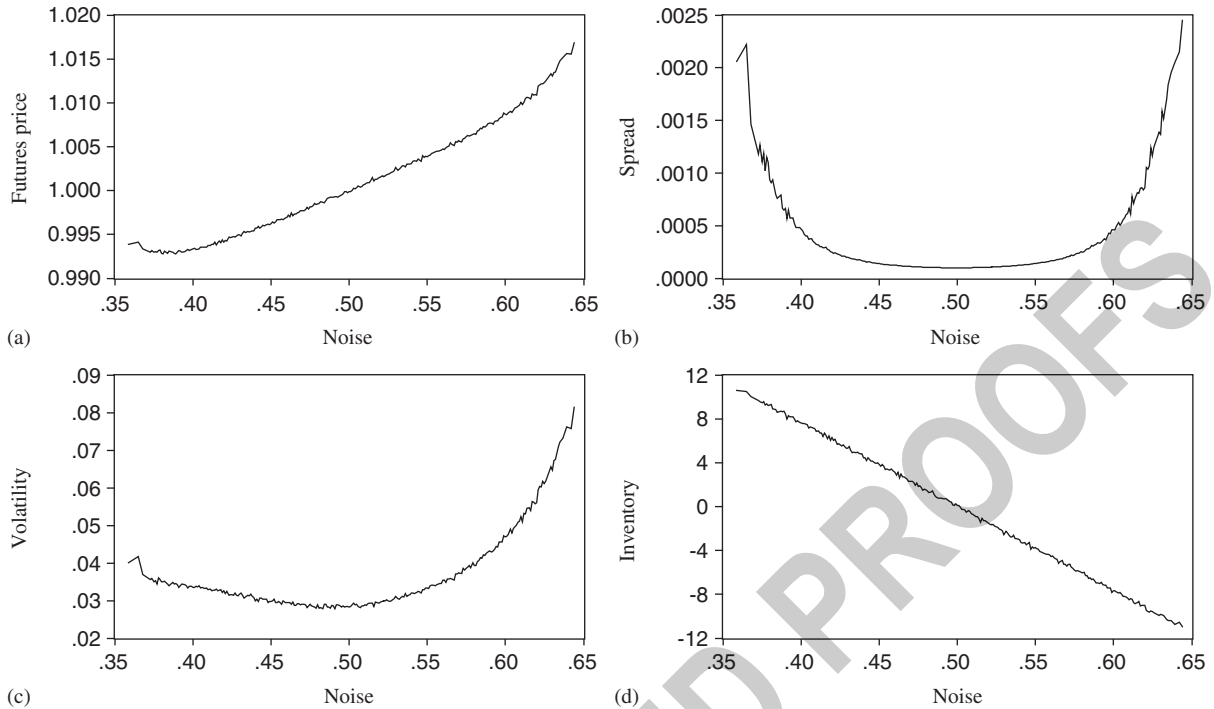 1.020
1.015
1.010
1.005
1.000
0.995
0.990
Futures price
.35 .40 .45 .50 .55 .60 .65
(a) Noise
.0025
.0020
.0015
.0010
.0005
.0000
Spread
.35 .40 .45 .50 .55 .60 .65
(b) Noise
.09
.08
.07
.06
.05
.04
.03
.02
Volatility
.35 .40 .45 .50 .55 .60 .65
(c) Noise
12
8
4
0
-4
-8
-12
Inventory
.35 .40 .45 .50 .55 .60 .65
(d) Noise
D PROOFS